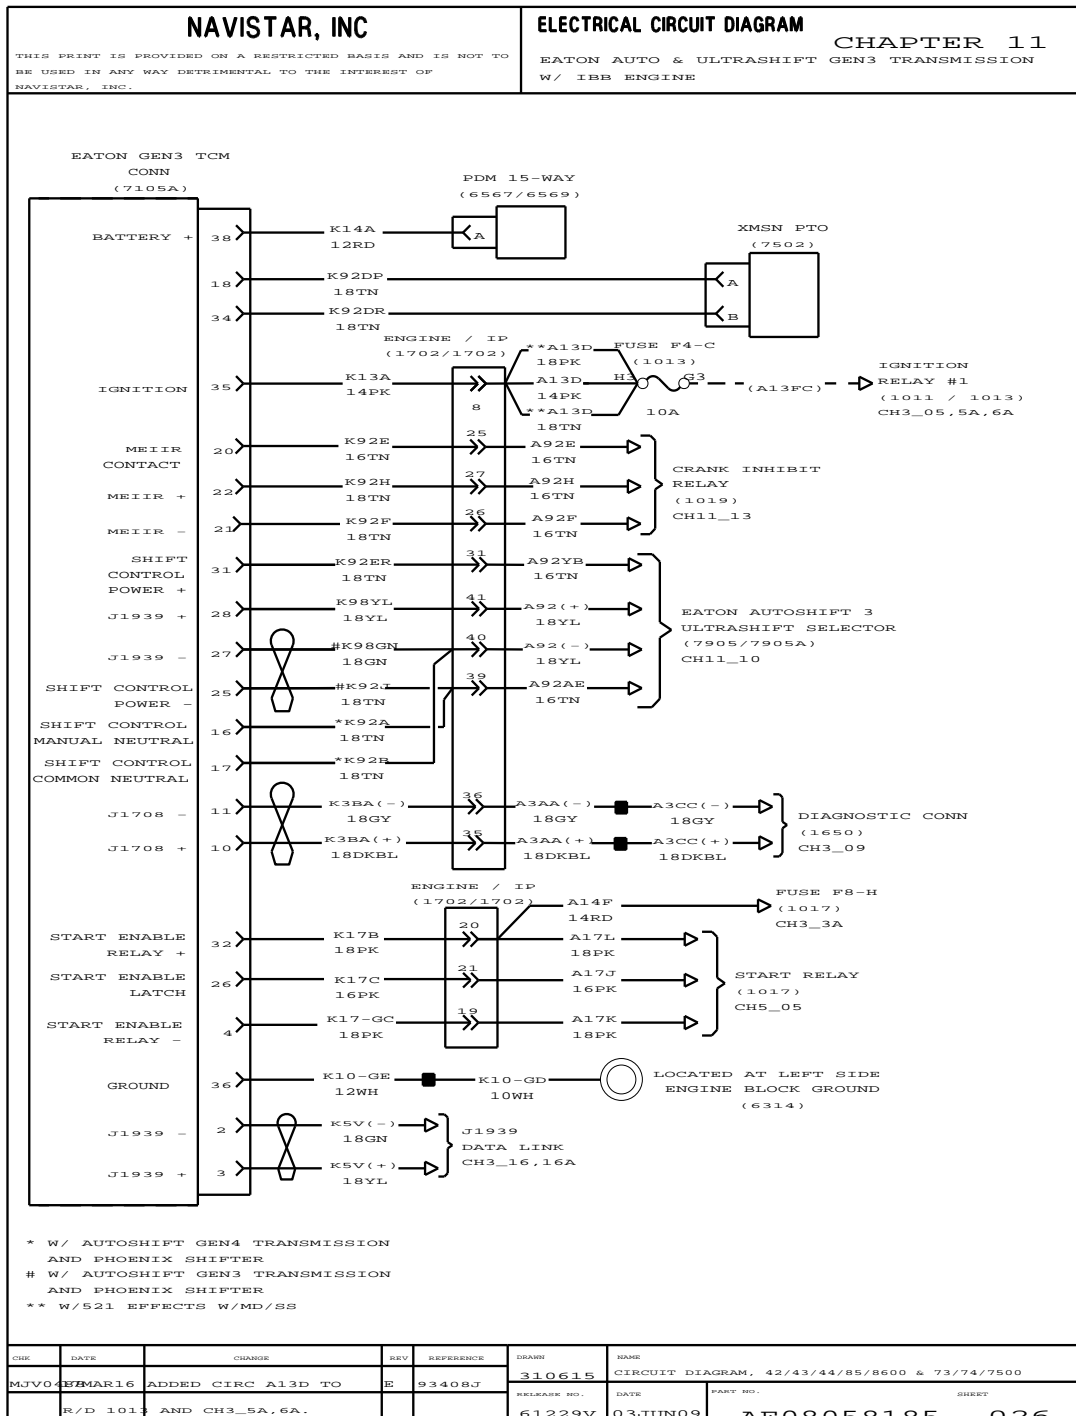 NAVISTAR, INC
THIS PRINT IS PROVIDED ON A RESTRICTED BASIS AND IS NOT TO
BE USED IN ANY WAY DETRIMENTAL TO THE INTEREST OF
NAVISTAR, INC.
ELECTRICAL CIRCUIT DIAGRAM
CHAPTER 11
EATON AUTO & ULTRASHIFT GEN3 TRANSMISSION
W/ IBB ENGINE
EATON GEN3 TCM
CONN
(7105A)
PDM 15-WAY
(6567/6569)
XMSN PTO
(7502)
BATTERY + 38 K14A A
12RD
18 K92DP A
18TN
34 K92DR B
18TN
ENGINE / IP
(1702/1702)
**A13D
18PK
FUSE F4-C
(1013)
IGNITION 35 K13A 8 A13D H3 G3 (A13FC)
14PK 14PK 10A
**A13D
18TN
IGNITION
RELAY #1
(1011 / 1013)
CH3_05,5A,6A
MEIIR
CONTACT
20 K92E 25 A92E
16TN 16TN
MEIIR + 22 K92H 27 A92H
18TN 16TN
MEIIR - 21 K92F 26 A92F
18TN 16TN
CRANK INHIBIT
RELAY
(1019)
CH11_13
SHIFT
CONTROL
POWER +
31 K92ER 31 A92YB
18TN 16TN
J1939 + 28 K98YL 41 A92(+)
18YL 18YL
J1939 - 27 #K98GN 40 A92(-)
18GN 18YL
SHIFT CONTROL
POWER -
25 #K92J 39 A92AE
18TN 16TN
EATON AUTOSHIFT 3
ULTRASHIFT SELECTOR
(7905/7905A)
CH11_10
SHIFT CONTROL
MANUAL NEUTRAL
16 *K92A
18TN
SHIFT CONTROL
COMMON NEUTRAL
17 *K92B
18TN
J1708 - 11 K3BA(-) 36 A3AA(-) A3CC(-)
18GY 18GY 18GY
J1708 + 10 K3BA(+) 35 A3AA(+) A3CC(+)
18DKBL 18DKBL 18DKBL
DIAGNOSTIC CONN
(1650)
CH3_09
ENGINE / IP
(1702/1702)
A14F
14RD
FUSE F8-H
(1017)
CH3_3A
START ENABLE
RELAY +
32 K17B 20 A17L
18PK 18PK
START ENABLE
LATCH
26 K17C 21 A17J
16PK 16PK
START ENABLE
RELAY -
4 K17-GC 19 A17K
18PK 18PK
START RELAY
(1017)
CH5_05
GROUND 36 K10-GE K10-GD
12WH 10WH
LOCATED AT LEFT SIDE
ENGINE BLOCK GROUND
(6314)
J1939 - 2 K5V(-)
18GN
J1939 + 3 K5V(+)
18YL
J1939
DATA LINK
CH3_16,16A
* W/ AUTOSHIFT GEN4 TRANSMISSION
AND PHOENIX SHIFTER
# W/ AUTOSHIFT GEN3 TRANSMISSION
AND PHOENIX SHIFTER
** W/521 EFFECTS W/MD/SS
CHK DATE CHANGE REV REFERENCE DRAWN NAME
MAR16 ADDED CIRC A13D TO E 93408J 310615 CIRCUIT DIAGRAM, 42/43/44/85/8600 & 73/74/7500
RELEASE NO. DATE PART NO. SHEET
R/D 1013 AND CH3_5A,6A. 61229V 03JUN09